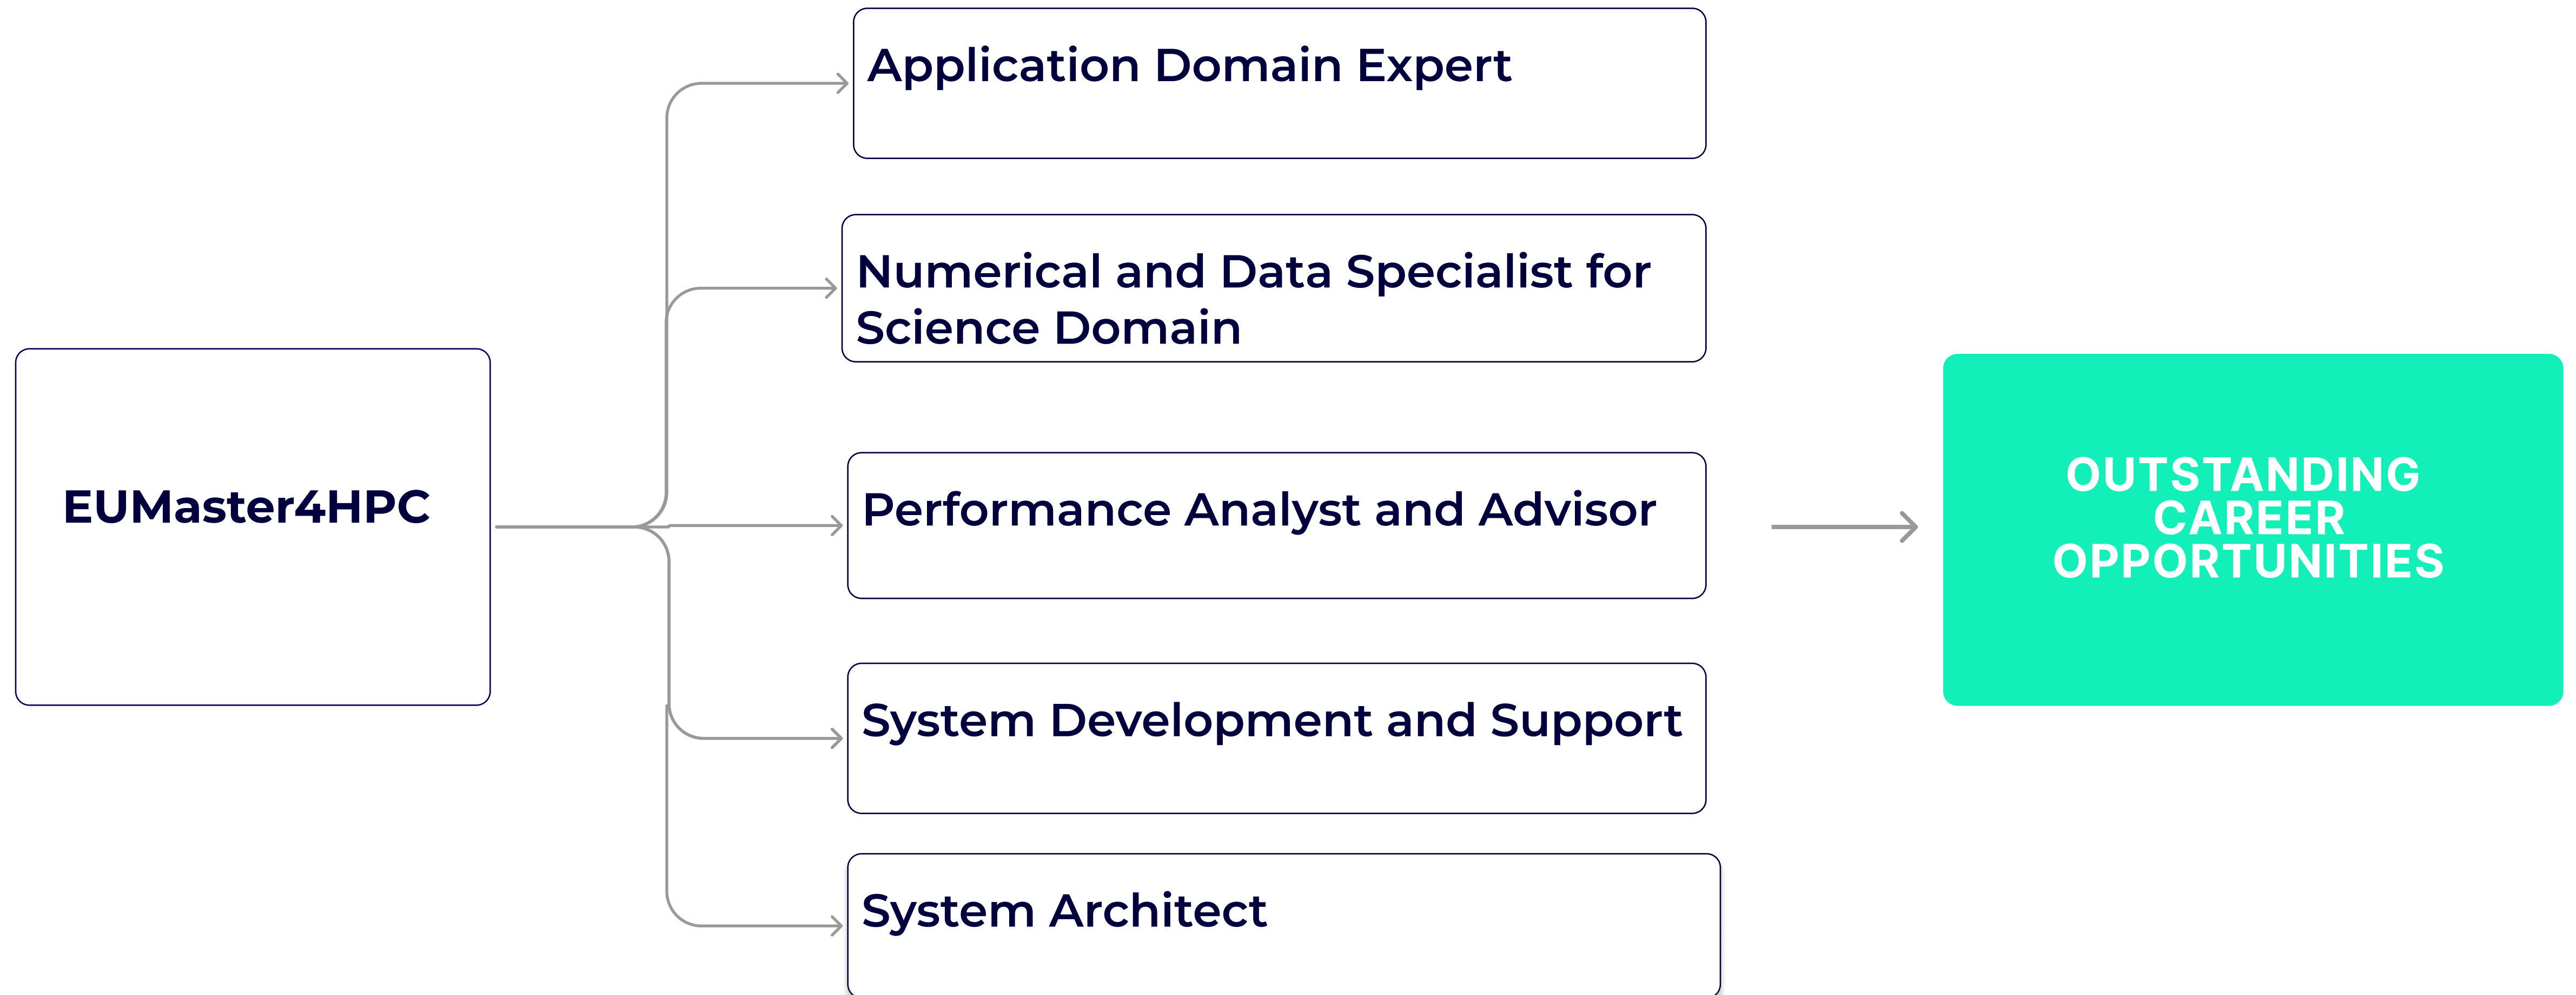 Application Domain Expert
Numerical and Data Specialist for
Science Domain
EUMaster4HPC
Performance Analyst and Advisor
System Development and Support
System Architect
OUTSTANDING
CAREER
OPPORTUNITIES